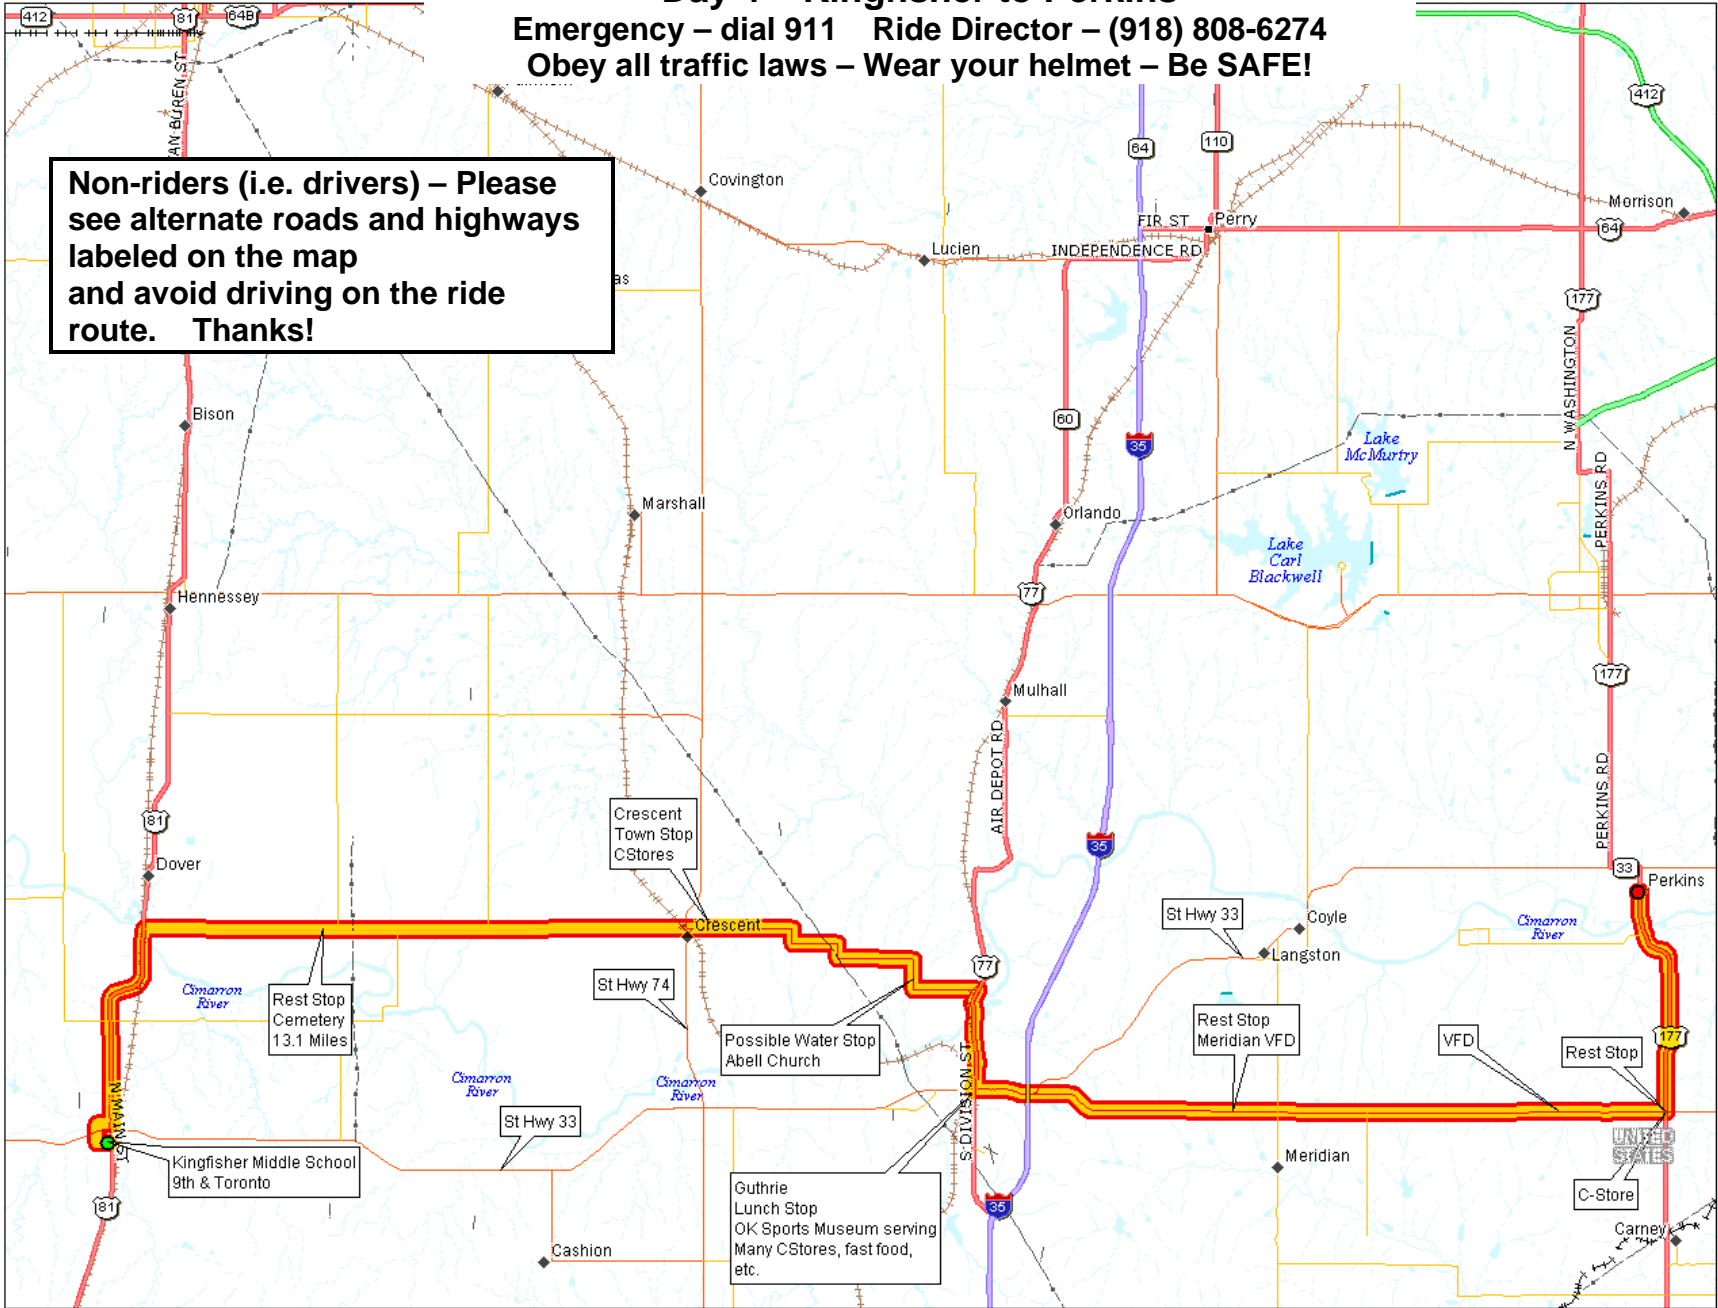 Emergency – dial 911 Ride Director – (918) 808-6274
Obey all traffic laws – Wear your helmet – Be SAFE!
412
81
64B
AN BUREN ST
Non-riders (i.e. drivers) – Please
see alternate roads and highways
labeled on the map
and avoid driving on the ride
route. Thanks!
as
412
64
110
Covington
Morrison
FIR ST
Perry
64
Lucien
INDEPENDENCE RD
177
N WASHINGTON
Bison
60
35
Lake
McMurtry
PERKINS RD
Marshall
Orlando
Lake
Carl
Blackwell
Hennessey
77
177
Mulhall
AIR DEPOT RD
PERKINS RD
81
Crescent
Town Stop
CStores
35
Dover
33
Perkins
St Hwy 33
Coyle
Cimarron
River
Crescent
Langston
77
St Hwy 74
Cimarron
River
Rest Stop
Cemetery
13.1 Miles
Possible Water Stop
Abell Church
Rest Stop
Meridian VFD
VFD
Rest Stop
177
Cimarron
River
Cimarron
River
N MAIN ST
S DIVISION ST
St Hwy 33
Kingfisher Middle School
9th & Toronto
UNITED
STATES
Meridian
Guthrie
Lunch Stop
OK Sports Museum serving
Many CStores, fast food,
etc.
C-Store
81
35
Carney
Cashion